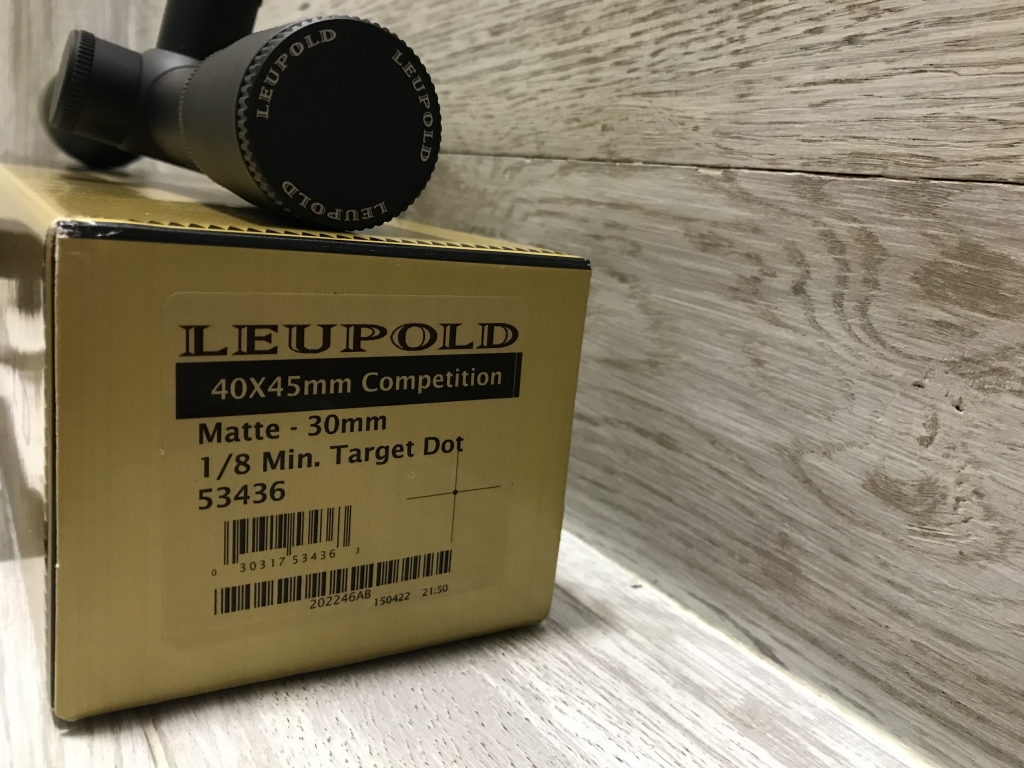 LEUPOLD
LEUPOLD
LEUPOLD
LEUPOLD
40X45mm Competition
Matte - 30mm
1/8 Min. Target Dot
53436
0 30317 53436 3
202246AB 150422 21:50